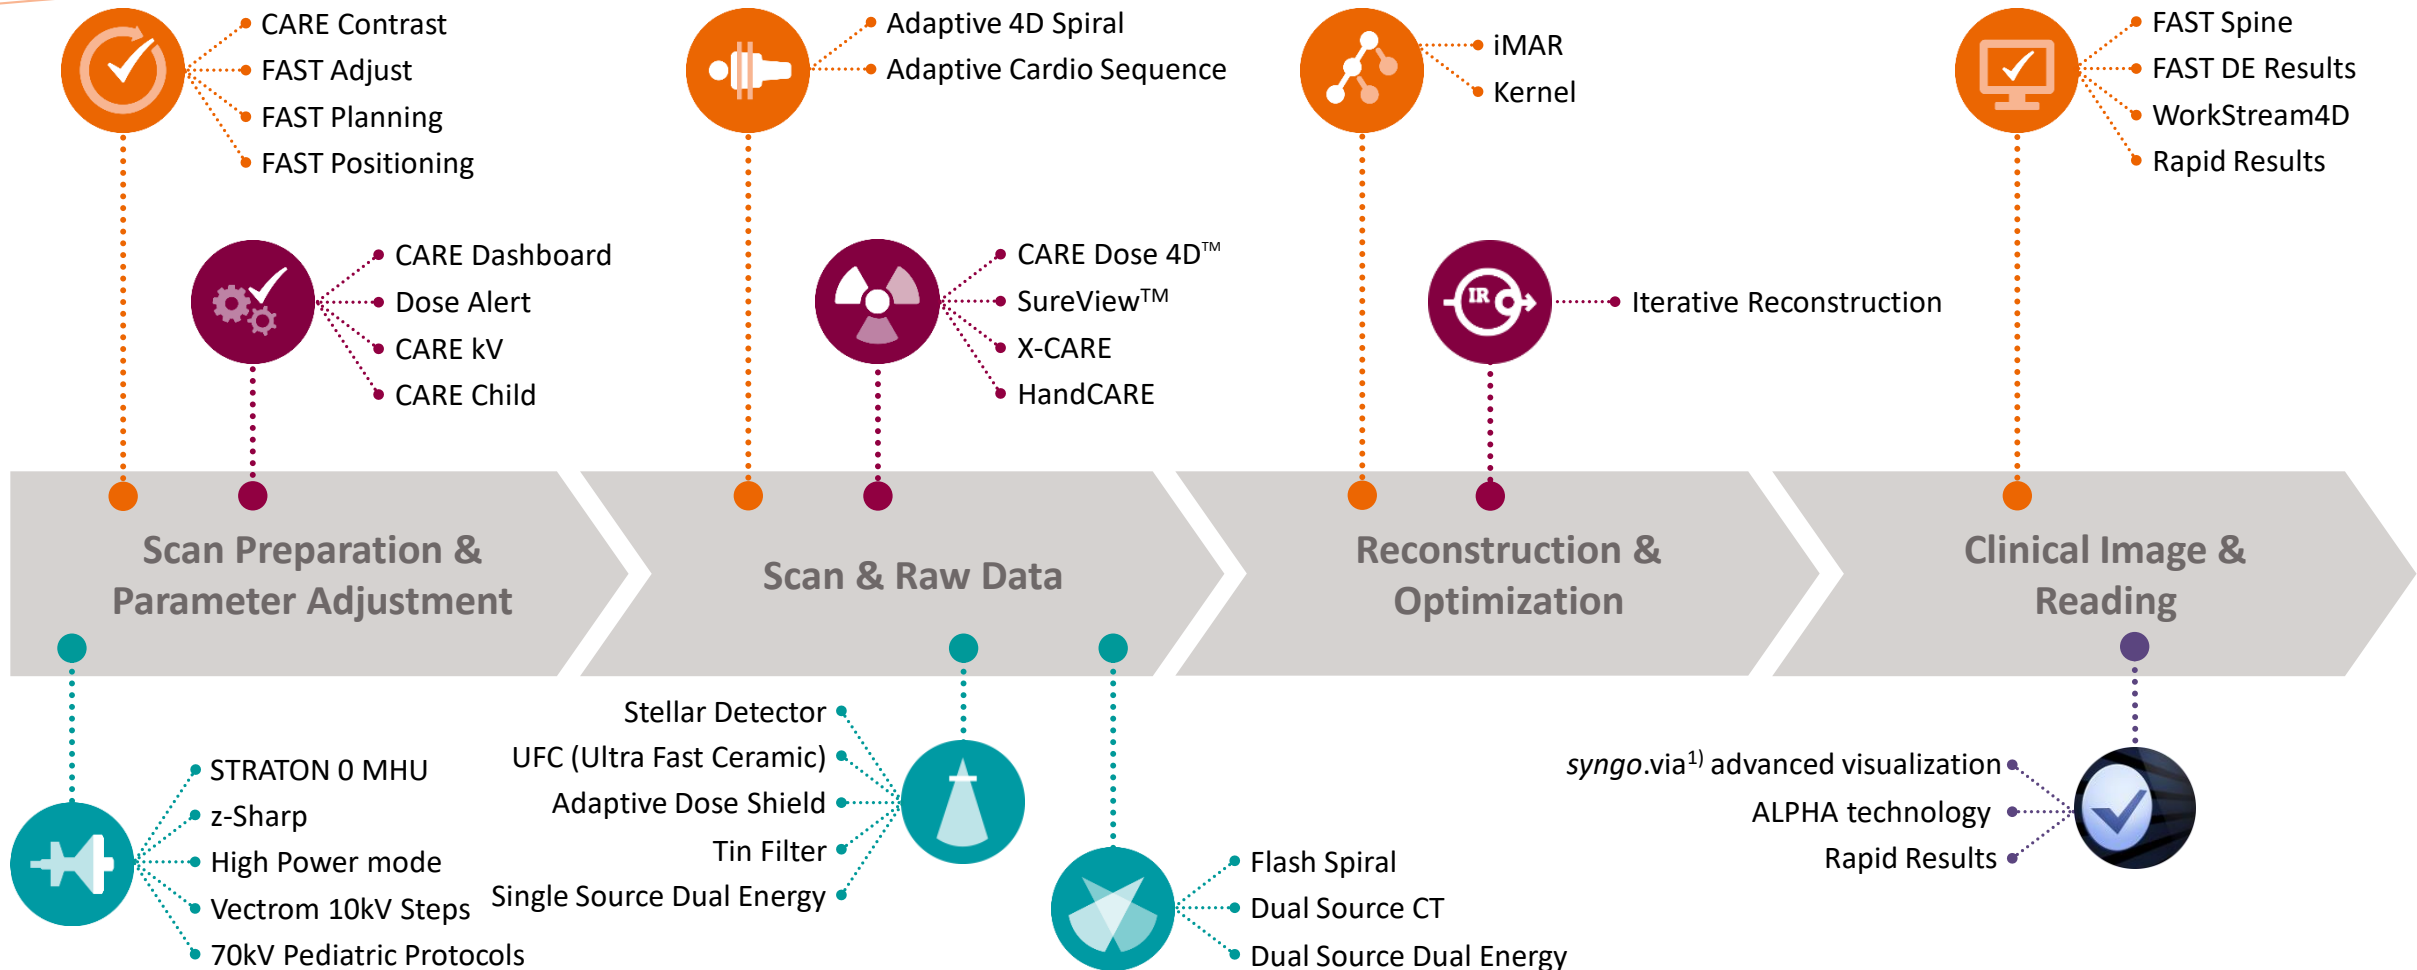 CARE Contrast
FAST Adjust
FAST Planning
FAST Positioning
Adaptive 4D Spiral
Adaptive Cardio Sequence
iMAR
Kernel
FAST Spine
FAST DE Results
WorkStream4D
Rapid Results
CARE Dashboard
Dose Alert
CARE kV
CARE Child
CARE Dose 4D™
SureView™
X-CARE
HandCARE
IR
Iterative Reconstruction
Scan Preparation &
Parameter Adjustment
Scan & Raw Data
Reconstruction &
Optimization
Clinical Image &
Reading
STRATON 0 MHU
z-Sharp
High Power mode
Vectrom 10kV Steps
70kV Pediatric Protocols
Stellar Detector
UFC (Ultra Fast Ceramic)
Adaptive Dose Shield
Tin Filter
Single Source Dual Energy
Flash Spiral
Dual Source CT
Dual Source Dual Energy
syngo.via1) advanced visualization
ALPHA technology
Rapid Results